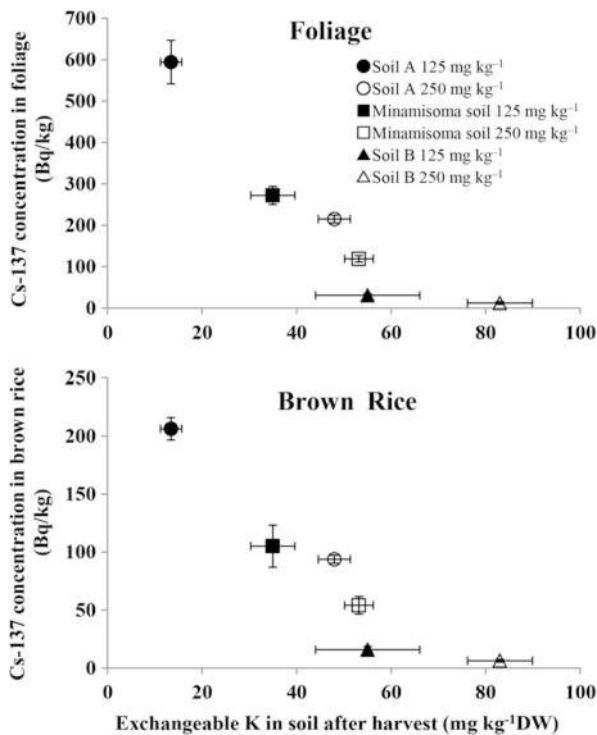 Foliage
Cs-137 concentration in foliage
(Bq/kg)
700
600
500
400
300
200
100
0
● Soil A 125 mg kg⁻¹
○ Soil A 250 mg kg⁻¹
■ Minamisoma soil 125 mg kg⁻¹
□ Minamisoma soil 250 mg kg⁻¹
▲ Soil B 125 mg kg⁻¹
△ Soil B 250 mg kg⁻¹
0 20 40 60 80 100
Brown Rice
Cs-137 concentration in brown rice
(Bq/kg)
250
200
150
100
50
0
0 20 40 60 80 100
Exchangeable K in soil after harvest (mg kg⁻¹DW)